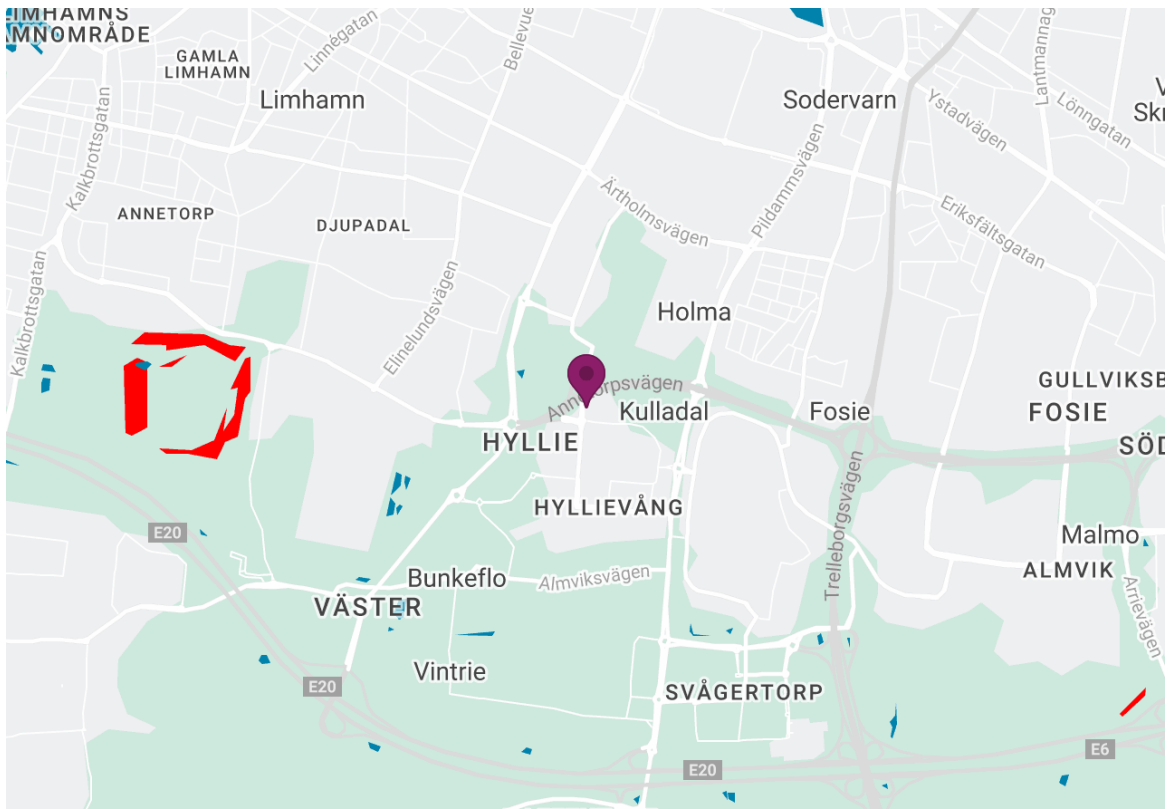 LIMHAMNS
AMNOMRÅDE
GAMLA
LIMHAMN
Linnégatan
Bellevue
Limhamn
Sodervarn
Lantmannag
Lönngatan
Ystadvägen
V
Skr
Kalkbrottsgatan
ANNETORP
DJUPADAL
Ärtholmsvägen
Pildammsvägen
Eriksfältsgatan
Kalkbrottsgatan
Elinelundsvägen
Holma
Annetorpsvägen
Kulladal
Fosie
GULLVIKSB
FOSIE
SÖD
HYLLIE
HYLLIEVÅNG
Trelleborgsvägen
E20
Malmo
ALMVIK
Bunkeflo
Almviksvägen
VÄSTER
Arrievägen
Vintrie
E20
SVÅGERTORP
E6
E20